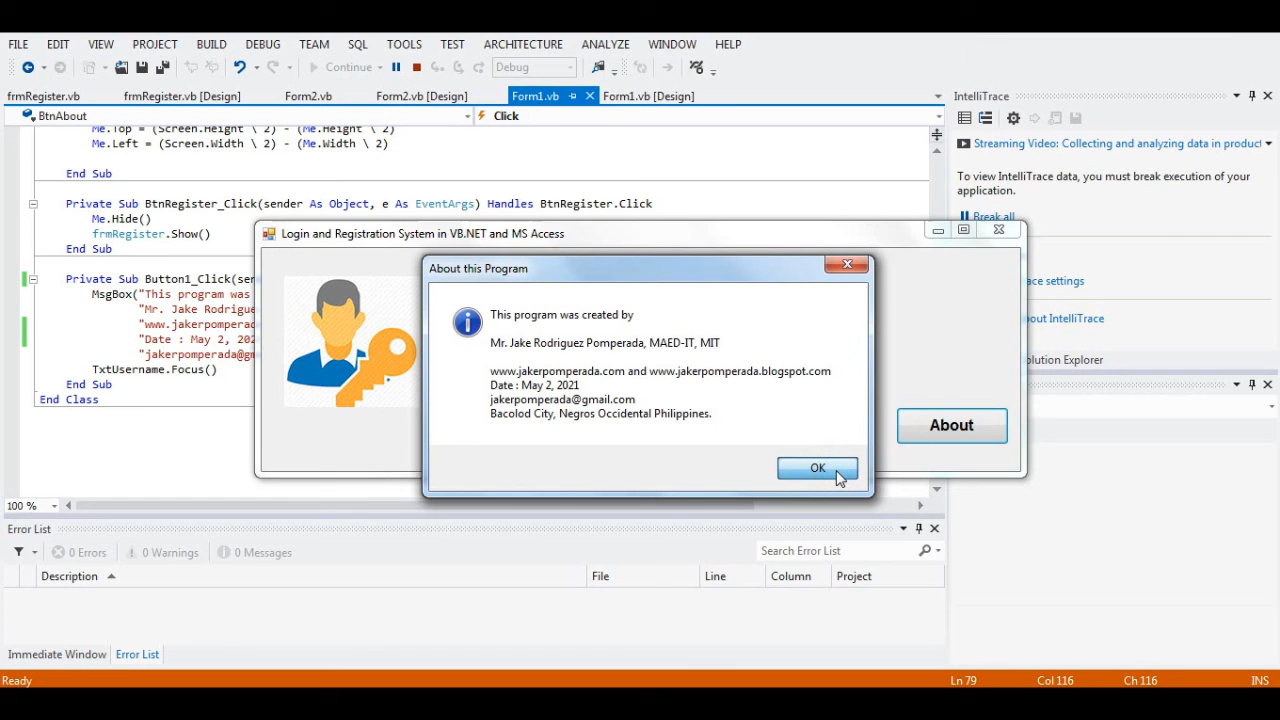 FILE EDIT VIEW PROJECT BUILD DEBUG TEAM SQL TOOLS TEST ARCHITECTURE ANALYZE WINDOW HELP
Continue Debug
frmRegister.vb frmRegister.vb [Design] Form2.vb Form2.vb [Design] Form1.vb Form1.vb [Design]
BtnAbout Click
Me.Top = (Screen.Height \ 2) - (Me.Height \ 2)
Me.Left = (Screen.Width \ 2) - (Me.Width \ 2)
End Sub
Private Sub BtnRegister_Click(sender As Object, e As EventArgs) Handles BtnRegister.Click
Me.Hide()
frmRegister.Show()
End Sub
Private Sub Button1_Click(
MsgBox("This program was
"Mr. Jake
"www.
"Date : May 2,
TxtUsername.Focus()
End Sub
End Class
100 %
Login and Registration System in VB.NET and MS Access
About this Program
This program was created by
Mr. Jake Rodriguez Pomperada, MAED-IT, MIT
www.jakerpomperada.com and www.jakerpomperada.blogspot.com
Date : May 2, 2021
jakerpomperada@gmail.com
Bacolod City, Negros Occidental Philippines.
OK
About
IntelliTrace
Streaming Video: Collecting and analyzing data in product
To view IntelliTrace data, you must break execution of your
application.
Break all
settings
IntelliTrace
Explorer
Error List
0 Errors 0 Warnings 0 Messages Search Error List
Description File Line Column Project
Immediate Window Error List
Ready Ln 79 Col 116 Ch 116 INS